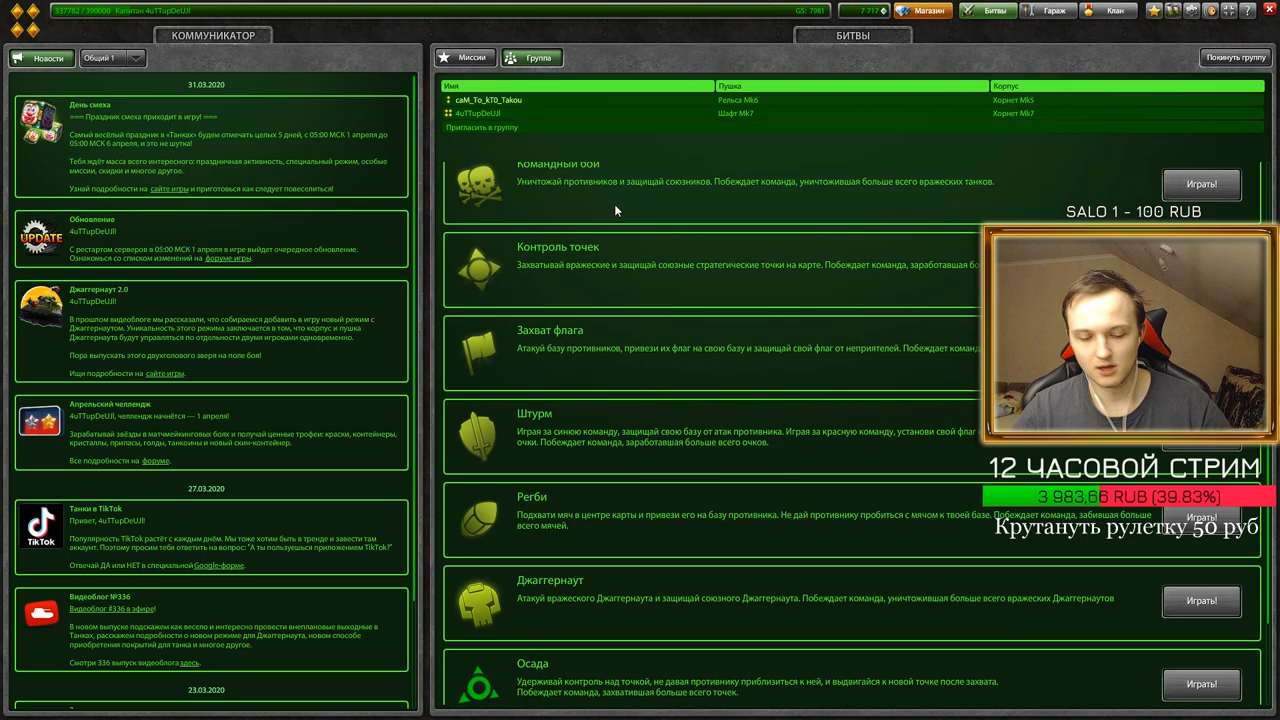 337782 / 390000 Капитан 4uTTupDeUJl
GS: 7981
7 717
Магазин
Битвы
Гараж
Клан
КОММУНИКАТОР
БИТВЫ
Новости
Общий 1
31.03.2020
День смеха
=== Праздник смеха приходит в игру! ===
Самый весёлый праздник в «Танках» будем отмечать целых 5 дней, с 05:00 МСК 1 апреля до
05:00 МСК 6 апреля, и это не шутка!
Тебя ждёт масса всего интересного: праздничная активность, специальный режим, особые
миссии, скидки и многое другое.
Узнай подробности на сайте игры и приготовься как следует повеселиться!
UPDATE
Обновление
4uTTupDeUJl!
С рестартом серверов в 05:00 МСК 1 апреля в игре выйдет очередное обновление.
Ознакомься со списком изменений на форуме игры.
Джаггернаут 2.0
4uTTupDeUJl!
В прошлом видеоблоге мы рассказали, что собираемся добавить в игру новый режим с
Джаггернаутом. Уникальность этого режима заключается в том, что корпус и пушка
Джаггернаута будут управляться по отдельности двумя игроками одновременно.
Пора выпускать этого двухголового зверя на поле боя!
Ищи подробности на сайте игры.
Апрельский челлендж
4uTTupDeUJl, челлендж начнётся — 1 апреля!
Зарабатывай звёзды в матчмейкинговых боях и получай ценные трофеи: краски, контейнеры,
кристаллы, припасы, голды, танкоины и новый скин-контейнер.
Все подробности на форуме.
27.03.2020
TikTok
Танки в TikTok
Привет, 4uTTupDeUJl!
Популярность TikTok растёт с каждым днём. Мы тоже хотим быть в тренде и завести там
аккаунт. Поэтому просим тебя ответить на вопрос: "А ты пользуешься приложением TikTok?"
Отвечай ДА или НЕТ в специальной Google-форме.
Видеоблог №336
Видеоблог #336 в эфире!
В новом выпуске подскажем как весело и интересно провести внеплановые выходные в
Танках, расскажем подробности о новом режиме для Джаггернаута, новом способе
приобретения покрытий для танка и многое другое.
Смотри 336 выпуск видеоблога здесь.
23.03.2020
Миссии
Группа
Покинуть группу
Имя
Пушка
Корпус
caM_To_kT0_Takou
Рельса Mk6
Хорнет Mk5
4uTTupDeUJl
Шафт Mk7
Хорнет Mk7
Пригласить в группу
Командный бой
Уничтожай противников и защищай союзников. Побеждает команда, уничтожившая больше всего вражеских танков.
Играть!
SALO 1 - 100 RUB
Контроль точек
Захватывай вражеские и защищай союзные стратегические точки на карте. Побеждает команда, заработавшая бо
Захват флага
Атакуй базу противников, привези их флаг на свою базу и защищай свой флаг от неприятелей. Побеждает команд
Штурм
Играя за синюю команду, защищай свою базу от атак противника. Играя за красную команду, установи свой флаг
очки. Побеждает команда, заработавшая больше всего очков.
12 ЧАСОВОЙ СТРИМ
3 983,66 RUB (39.83%)
Крутануть рулетку 50 руб
Регби
Подхвати мяч в центре карты и привези его на базу противника. Не дай противнику пробиться с мячом к твоей базе. Побеждает команда, забившая больше
всего мячей.
Играть!
Джаггернаут
Атакуй вражеского Джаггернаута и защищай союзного Джаггернаута. Побеждает команда, уничтожившая больше всего вражеских Джаггернаутов
Играть!
Осада
Удерживай контроль над точкой, не давая противнику приблизиться к ней, и выдвигайся к новой точке после захвата.
Побеждает команда, захватившая больше всего точек.
Играть!